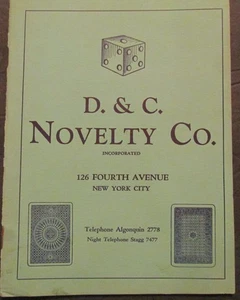 D. & C.
NOVELTY CO.
INCORPORATED
126 FOURTH AVENUE
NEW YORK CITY
Telephone Algonquin 2778
Night Telephone Stagg 7477